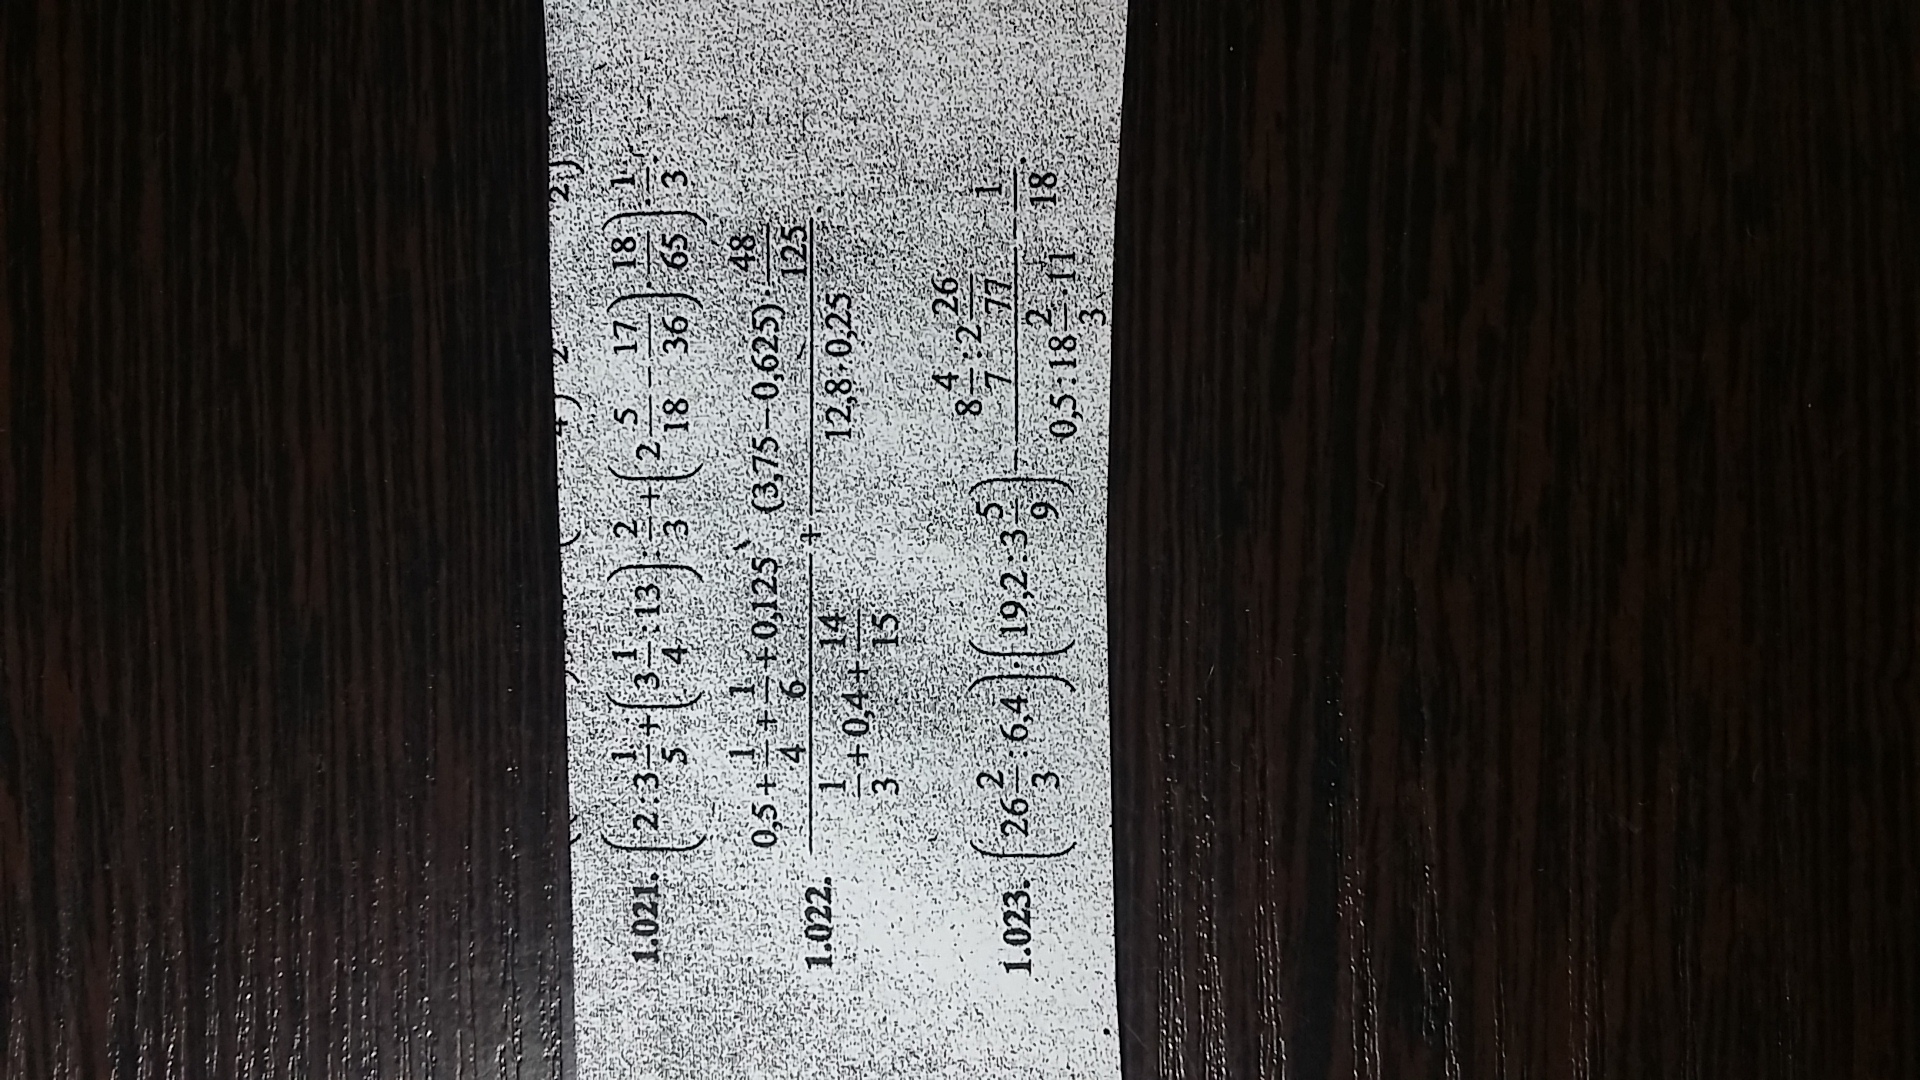 1.021. (2 : 3 1/5 + (3 1/4 : 13) : 2/3 + (2 5/18 − 17/36) · 18/65) · 1/3.
1.022. (0,5 + 1/4 + 1/6 + 0,125)/(1/3 + 0,4 + 14/15) + ((3,75 − 0,625) · 48/125)/(12,8 · 0,25).
1.023. (26 2/3 : 6,4) · (19,2 : 3 5/9) − (8 4/7 : 2 26/77)/(0,5 : 18 2/3 · 11) − 1/18.